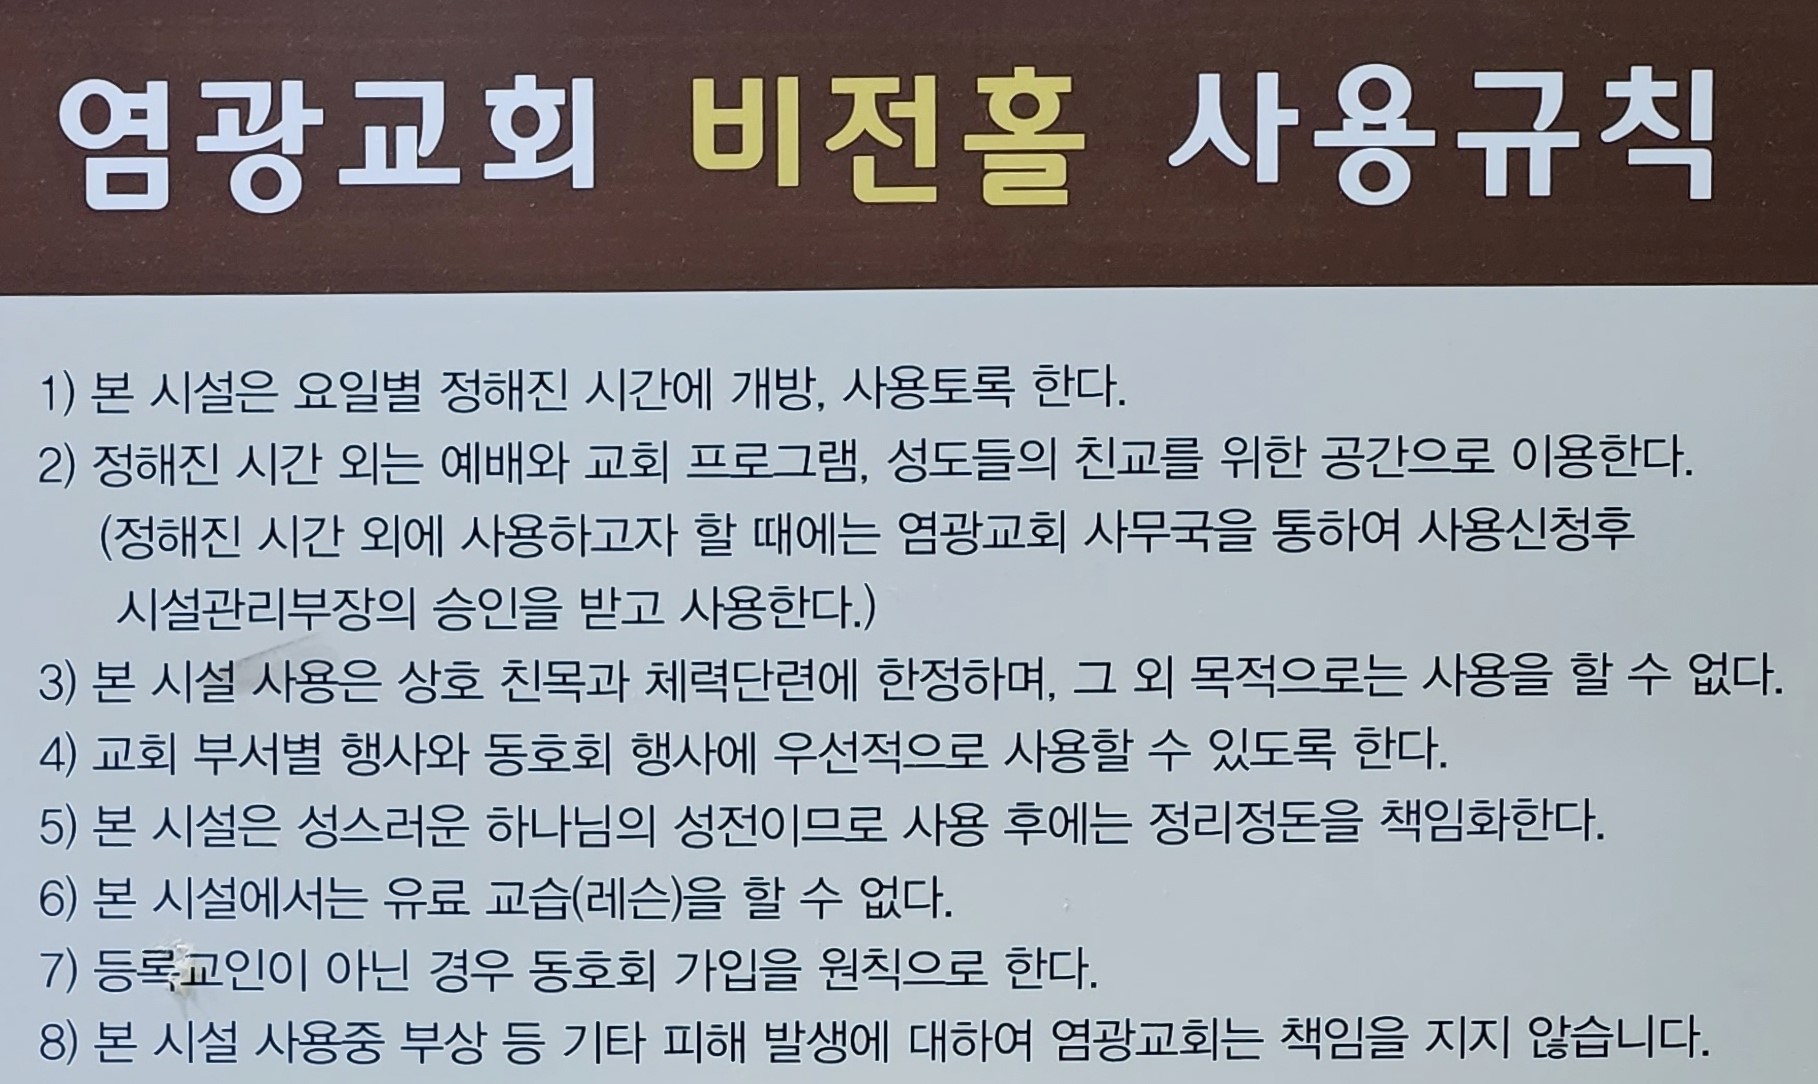 염광교회 비전홀 사용규칙
1) 본 시설은 요일별 정해진 시간에 개방, 사용토록 한다.
2) 정해진 시간 외는 예배와 교회 프로그램, 성도들의 친교를 위한 공간으로 이용한다.
(정해진 시간 외에 사용하고자 할 때에는 염광교회 사무국을 통하여 사용신청후
시설관리부장의 승인을 받고 사용한다.)
3) 본 시설 사용은 상호 친목과 체력단련에 한정하며, 그 외 목적으로는 사용을 할 수 없다.
4) 교회 부서별 행사와 동호회 행사에 우선적으로 사용할 수 있도록 한다.
5) 본 시설은 성스러운 하나님의 성전이므로 사용 후에는 정리정돈을 책임화한다.
6) 본 시설에서는 유료 교습(레슨)을 할 수 없다.
7) 등록교인이 아닌 경우 동호회 가입을 원칙으로 한다.
8) 본 시설 사용중 부상 등 기타 피해 발생에 대하여 염광교회는 책임을 지지 않습니다.